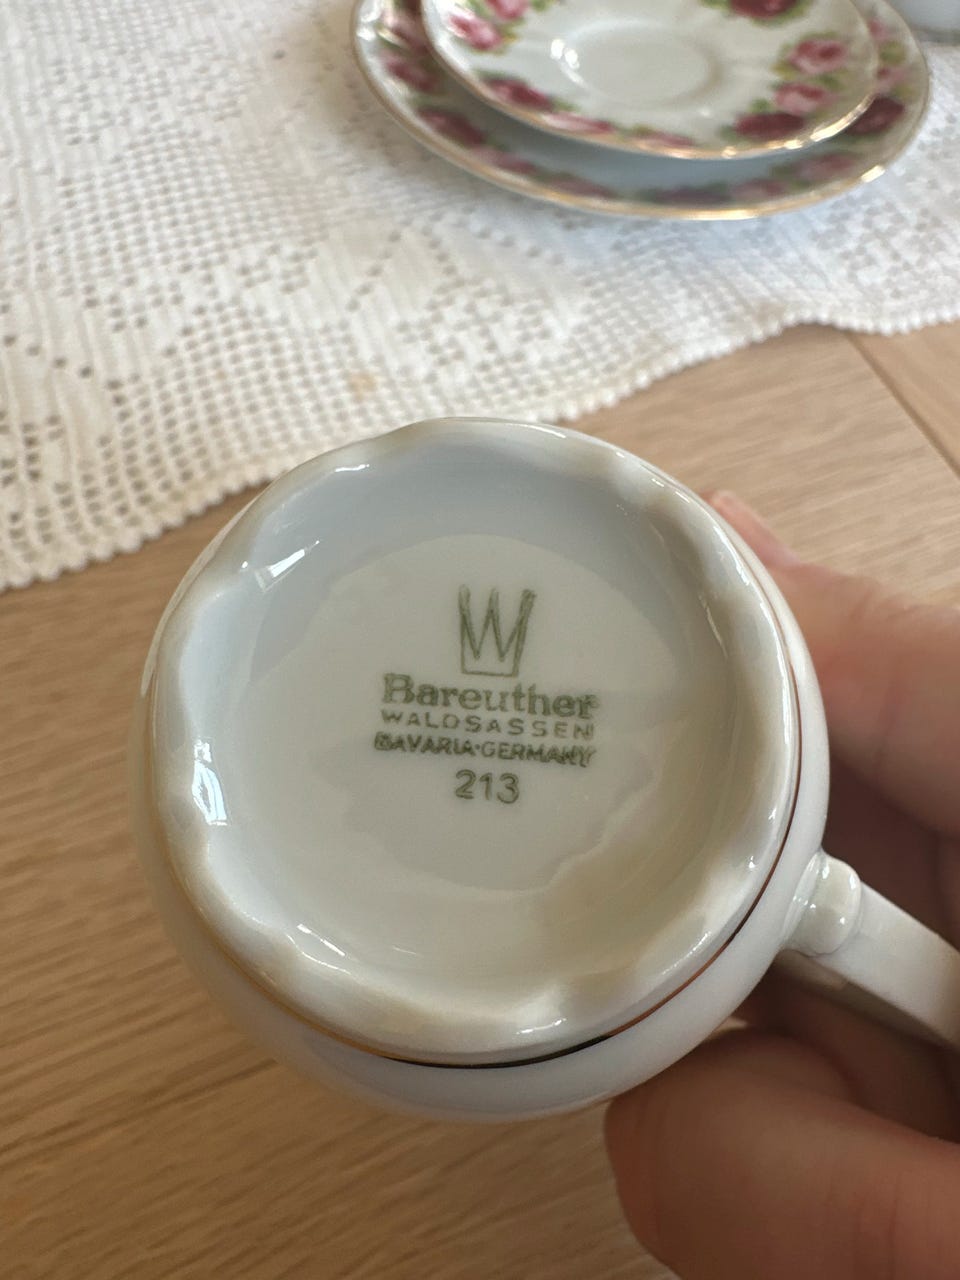 W
Bareuther
WALDSASSEN
BAVARIA·GERMANY
213